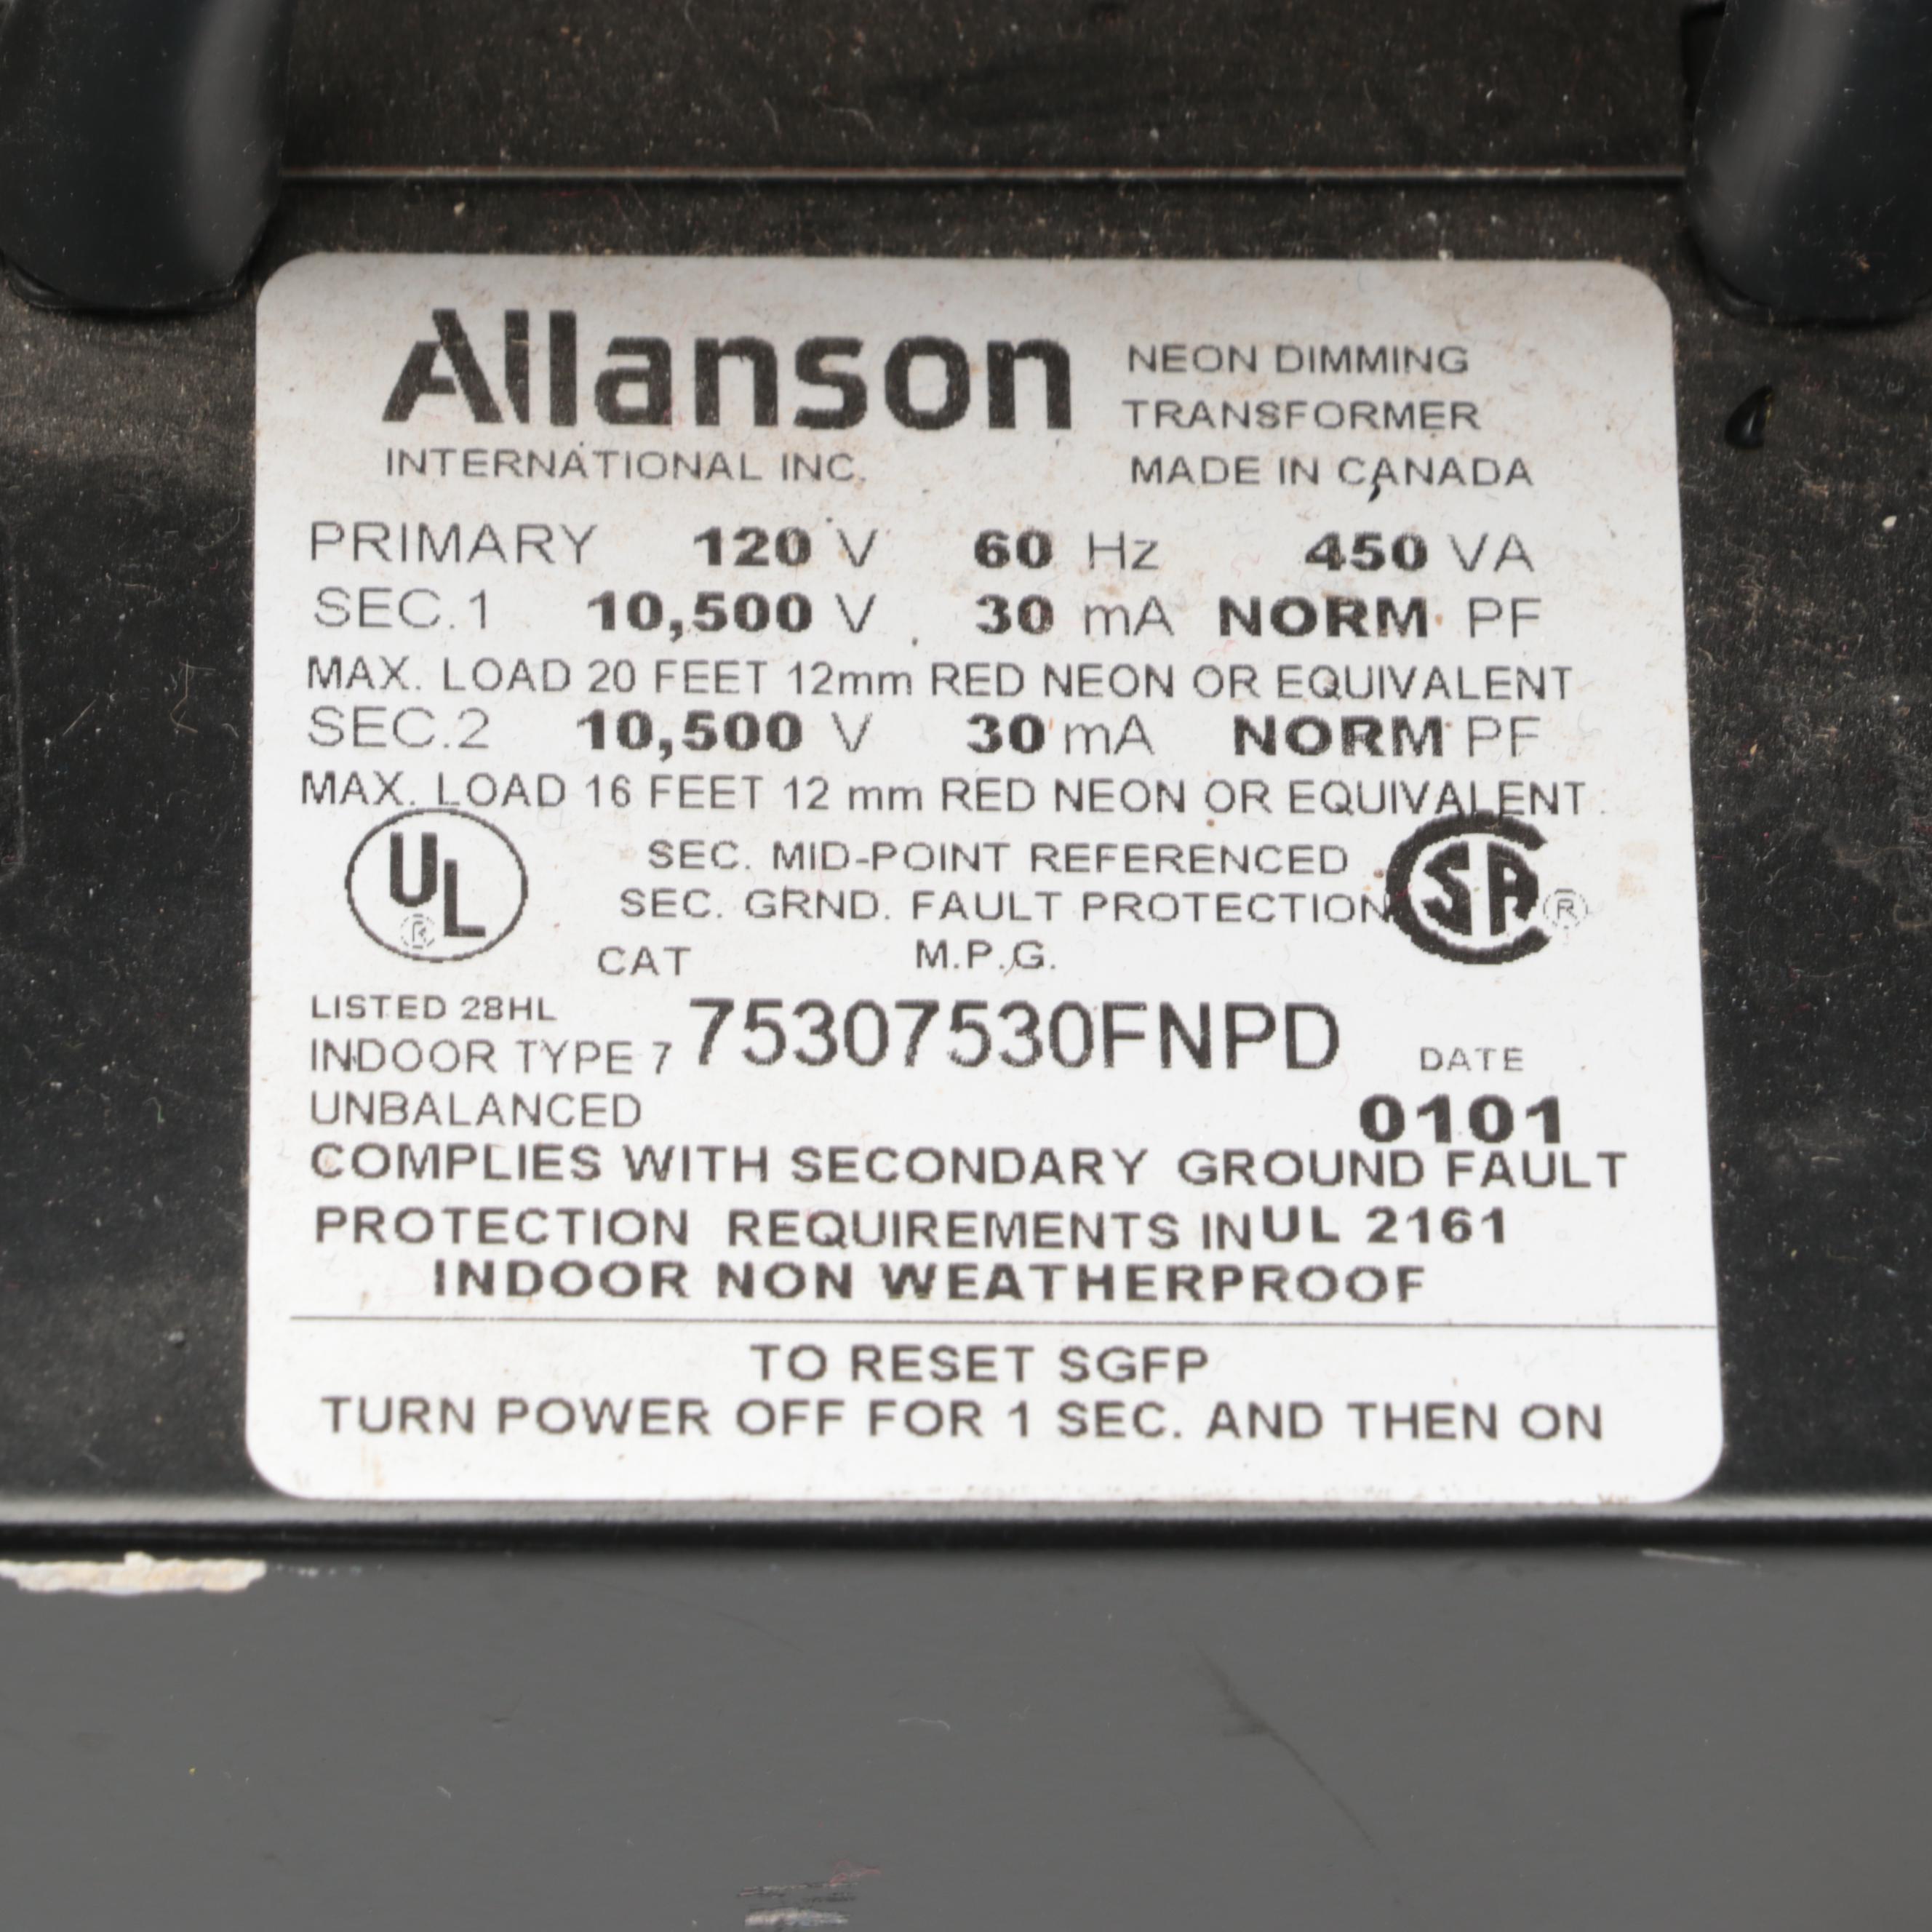 Allanson
INTERNATIONAL INC.
NEON DIMMING
TRANSFORMER
MADE IN CANADA
PRIMARY 120 V 60 Hz 450 VA
SEC.1 10,500 V 30 mA NORM PF
MAX. LOAD 20 FEET 12mm RED NEON OR EQUIVALENT
SEC.2 10,500 V 30 mA NORM PF
MAX. LOAD 16 FEET 12 mm RED NEON OR EQUIVALENT
UL ®
SEC. MID-POINT REFERENCED
SEC. GRND. FAULT PROTECTION
SA ®
CAT M.P.G.
LISTED 28HL
INDOOR TYPE 7 75307530FNPD DATE
UNBALANCED 0101
COMPLIES WITH SECONDARY GROUND FAULT
PROTECTION REQUIREMENTS IN UL 2161
INDOOR NON WEATHERPROOF
TO RESET SGFP
TURN POWER OFF FOR 1 SEC. AND THEN ON